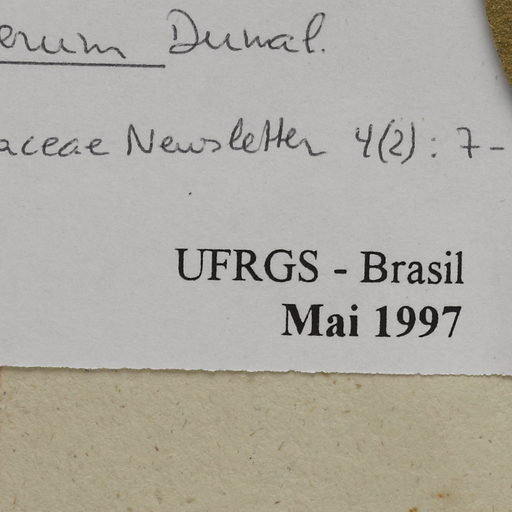 erum Dunal.
aceae Newsletter 4(2): 7-
UFRGS - Brasil
Mai 1997